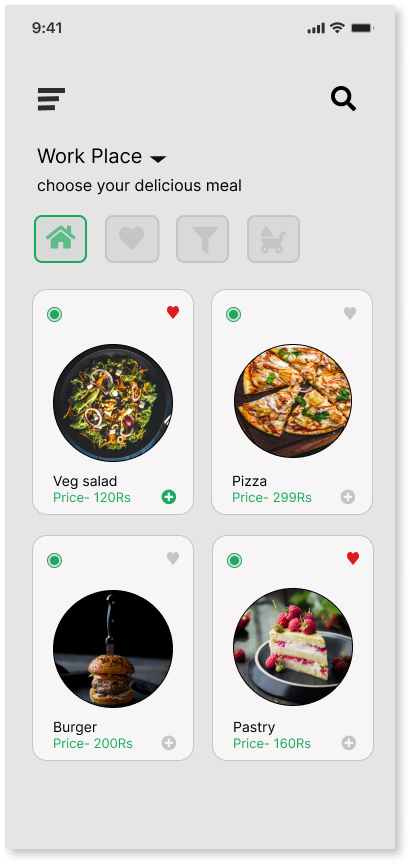 9:41
Work Place
choose your delicious meal
Veg salad
Price- 120Rs
Pizza
Price- 299Rs
Burger
Price- 200Rs
Pastry
Price- 160Rs